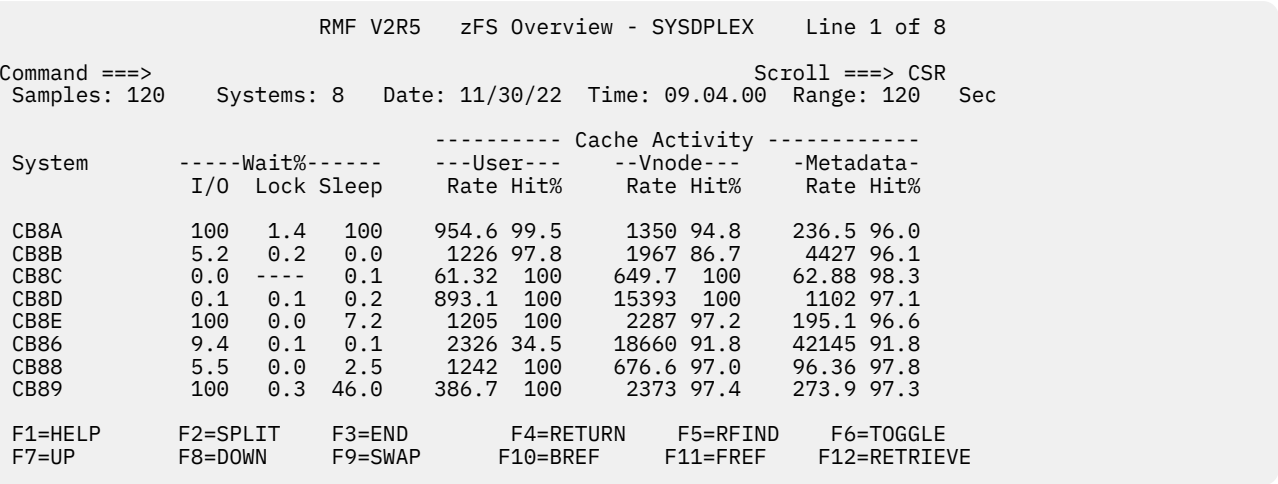 RMF V2R5   zFS Overview - SYSDPLEX    Line 1 of 8
Command ===>                                               Scroll ===> CSR
 Samples: 120    Systems: 8   Date: 11/30/22  Time: 09.04.00  Range: 120   Sec
                                  ---------- Cache Activity ------------
 System       -----Wait%------    ---User---    --Vnode---    -Metadata-
               I/O  Lock Sleep     Rate Hit%     Rate Hit%     Rate Hit%
 CB8A          100   1.4   100    954.6 99.5     1350 94.8    236.5 96.0
 CB8B          5.2   0.2   0.0     1226 97.8     1967 86.7     4427 96.1
 CB8C          0.0  ----   0.1    61.32  100    649.7  100    62.88 98.3
 CB8D          0.1   0.1   0.2    893.1  100    15393  100     1102 97.1
 CB8E          100   0.0   7.2     1205  100     2287 97.2    195.1 96.6
 CB86          9.4   0.1   0.1     2326 34.5    18660 91.8    42145 91.8
 CB88          5.5   0.0   2.5     1242  100    676.6 97.0    96.36 97.8
 CB89          100   0.3  46.0    386.7  100     2373 97.4    273.9 97.3
 F1=HELP      F2=SPLIT    F3=END        F4=RETURN    F5=RFIND    F6=TOGGLE
 F7=UP        F8=DOWN     F9=SWAP      F10=BREF     F11=FREF    F12=RETRIEVE